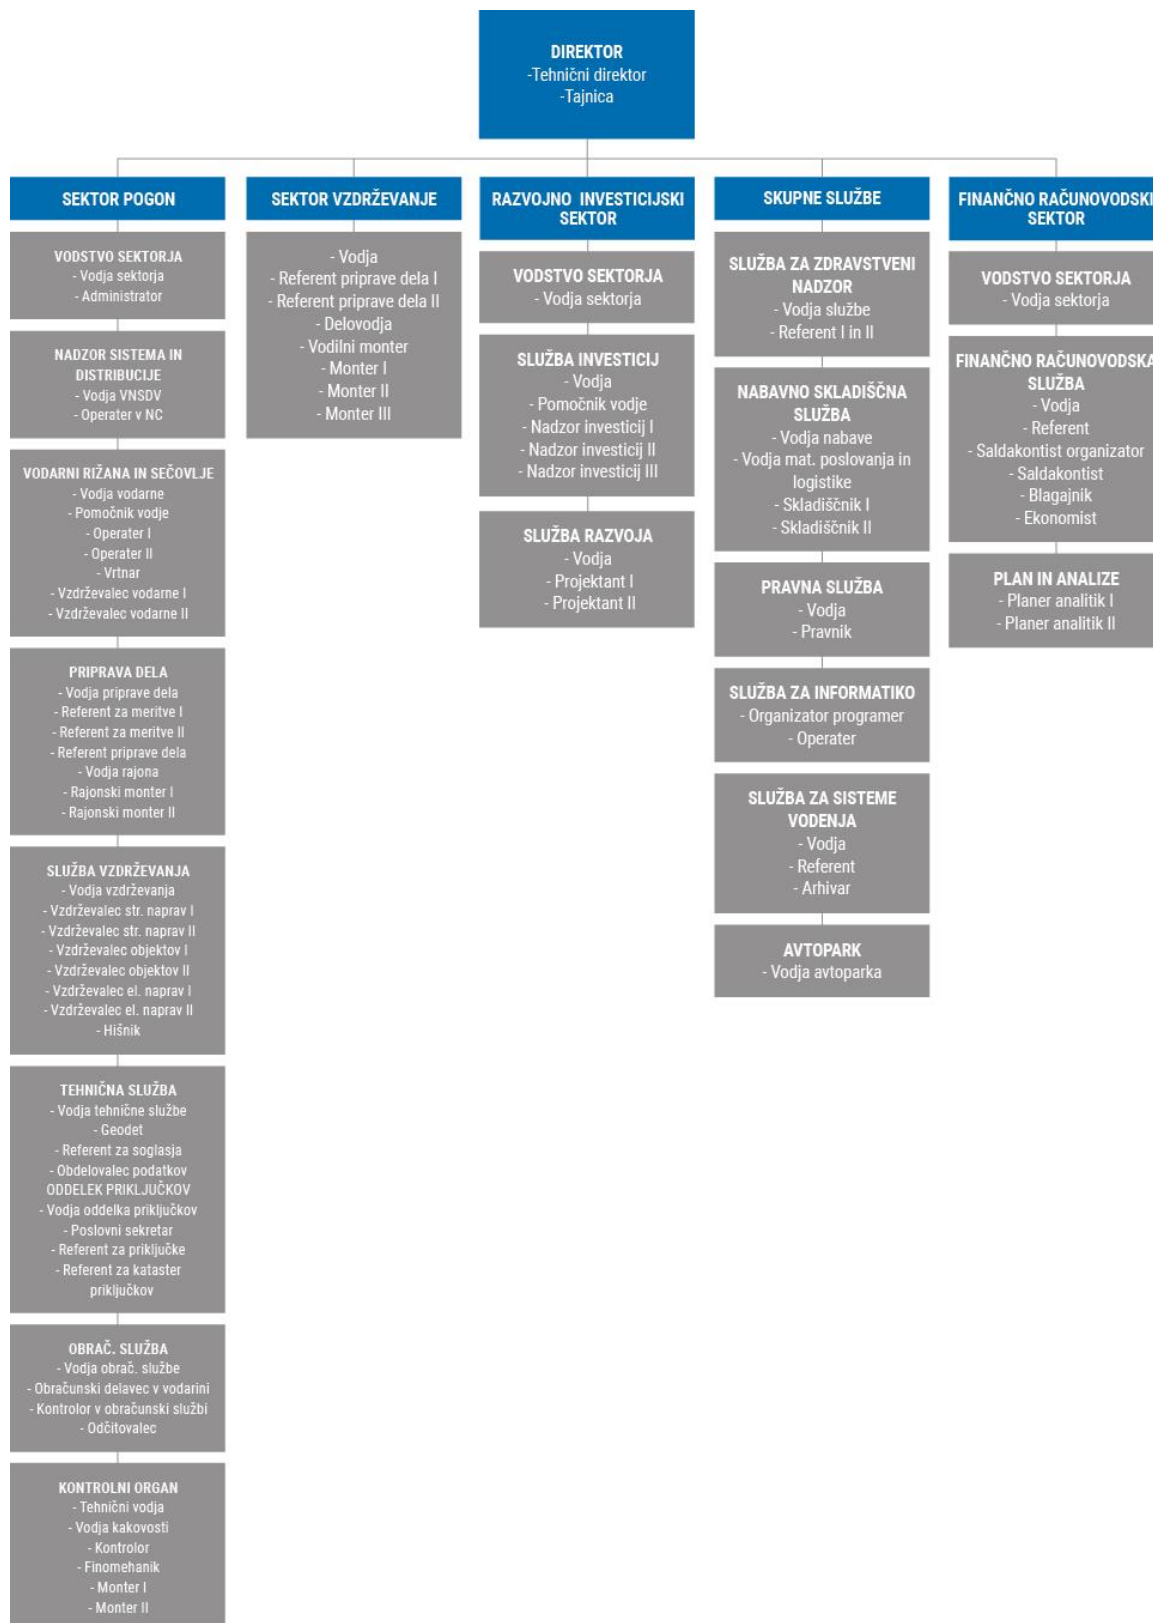 DIREKTOR
-Tehnični direktor
-Tajnica
SEKTOR POGON
VODSTVO SEKTORJA
- Vodja sektorja
- Administrator
NADZOR SISTEMA IN
DISTRIBUCIJE
- Vodja VNSDV
- Operater v NC
VODARNI RIŽANA IN SEČOVLJE
- Vodja vodarne
- Pomočnik vodje
- Operater I
- Operater II
- Vrtnar
- Vzdrževalec vodarne I
- Vzdrževalec vodarne II
PRIPRAVA DELA
- Vodja priprave dela
- Referent za meritve I
- Referent za meritve II
- Referent priprave dela
- Vodja rajona
- Rajonski monter I
- Rajonski monter II
SLUŽBA VZDRŽEVANJA
- Vodja vzdrževanja
- Vzdrževalec str. naprav I
- Vzdrževalec str. naprav II
- Vzdrževalec objektov I
- Vzdrževalec objektov II
- Vzdrževalec el. naprav I
- Vzdrževalec el. naprav II
- Hišnik
TEHNIČNA SLUŽBA
- Vodja tehnične službe
- Geodet
- Referent za soglasja
- Obdelovalec podatkov
ODDELEK PRIKLJUČKOV
- Vodja oddelka priključkov
- Poslovni sekretar
- Referent za priključke
- Referent za kataster
priključkov
OBRAČ. SLUŽBA
- Vodja obrač. službe
- Obračunski delavec v vodarini
- Kontrolor v obračunski službi
- Odčitovalec
KONTROLNI ORGAN
- Tehnični vodja
- Vodja kakovosti
- Kontrolor
- Finomehanik
- Monter I
- Monter II
SEKTOR VZDRŽEVANJE
- Vodja
- Referent priprave dela I
- Referent priprave dela II
- Delovodja
- Vodilni monter
- Monter I
- Monter II
- Monter III
RAZVOJNO INVESTICIJSKI
SEKTOR
VODSTVO SEKTORJA
- Vodja sektorja
SLUŽBA INVESTICIJ
- Vodja
- Pomočnik vodje
- Nadzor investicij I
- Nadzor investicij II
- Nadzor investicij III
SLUŽBA RAZVOJA
- Vodja
- Projektant I
- Projektant II
SKUPNE SLUŽBE
SLUŽBA ZA ZDRAVSTVENI
NADZOR
- Vodja službe
- Referent I in II
NABAVNO SKLADIŠČNA
SLUŽBA
- Vodja nabave
- Vodja mat. poslovanja in
logistike
- Skladiščnik I
- Skladiščnik II
PRAVNA SLUŽBA
- Vodja
- Pravnik
SLUŽBA ZA INFORMATIKO
- Organizator programer
- Operater
SLUŽBA ZA SISTEME
VODENJA
- Vodja
- Referent
- Arhivar
AVTOPARK
- Vodja avtoparka
FINANČNO RAČUNOVODSKI
SEKTOR
VODSTVO SEKTORJA
- Vodja sektorja
FINANČNO RAČUNOVODSKA
SLUŽBA
- Vodja
- Referent
- Saldakontist organizator
- Saldakontist
- Blagajnik
- Ekonomist
PLAN IN ANALIZE
- Planer analitik I
- Planer analitik II